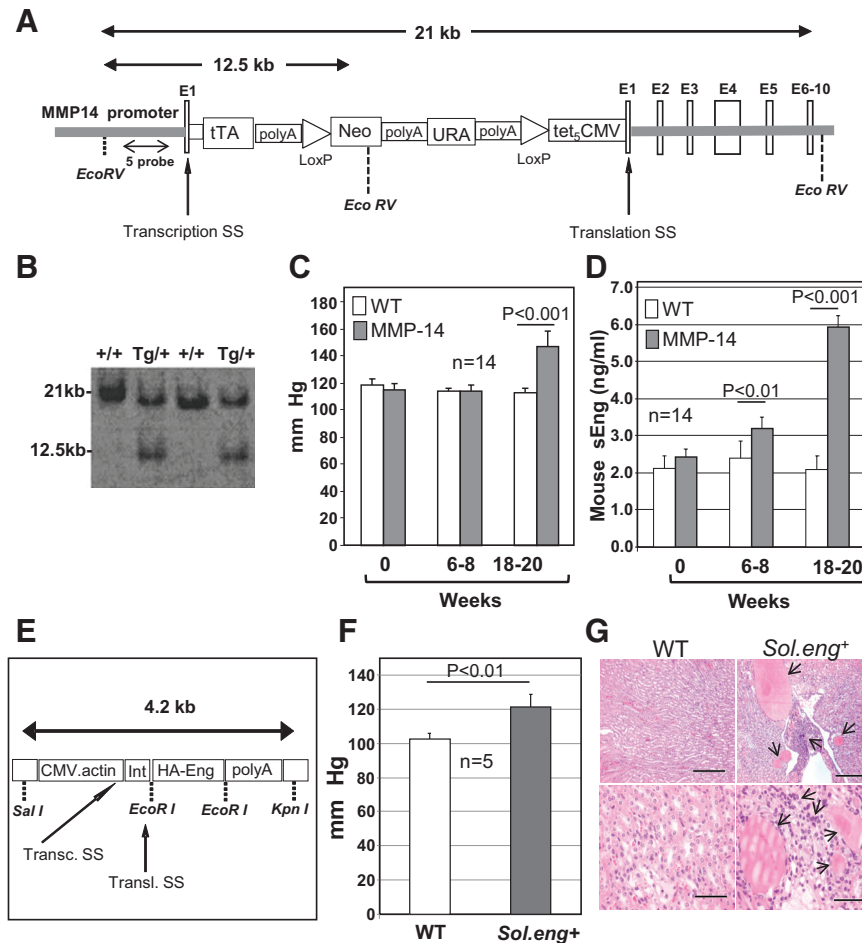 A
21 kb
12.5 kb
E1
E1 E2 E3 E4 E5 E6-10
MMP14 promoter
tTA polyA Neo polyA URA polyA tet5CMV
LoxP LoxP
EcoRV
5 probe
Eco RV
Eco RV
Transcription SS
Translation SS
B
+/+ Tg/+ +/+ Tg/+
21kb-
12.5kb-
C
mm Hg
180
160
140
120
100
80
60
40
20
0
WT
MMP-14
P<0.001
n=14
0 6-8 18-20
Weeks
D
Mouse sEng (ng/ml)
7.0
6.0
5.0
4.0
3.0
2.0
1.0
0.0
WT
MMP-14
P<0.001
P<0.01
n=14
0 6-8 18-20
Weeks
E
4.2 kb
CMV.actin Int HA-Eng polyA
Sal I EcoR I EcoR I Kpn I
Transc. SS
Transl. SS
F
mm Hg
140
120
100
80
60
40
20
0
P<0.01
n=5
WT Sol.eng+
G
WT Sol.eng+